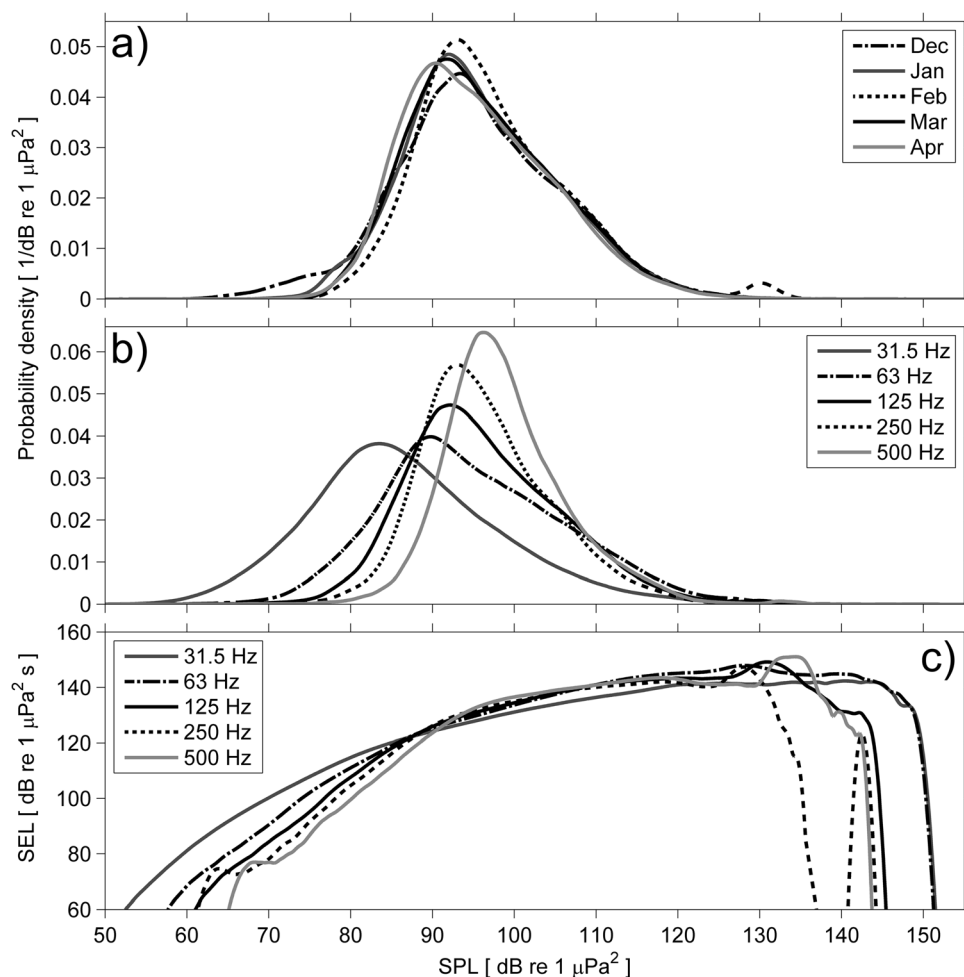 a)
Dec
Jan
Feb
Mar
Apr
0.05
0.04
0.03
0.02
0.01
0
Probability density [ 1/dB re 1 μPa² ]
b)
31.5 Hz
63 Hz
125 Hz
250 Hz
500 Hz
0.06
0.05
0.04
0.03
0.02
0.01
0
c)
31.5 Hz
63 Hz
125 Hz
250 Hz
500 Hz
160
140
120
100
80
60
SEL [ dB re 1 μPa² s ]
50 60 70 80 90 100 110 120 130 140 150
SPL [ dB re 1 μPa² ]